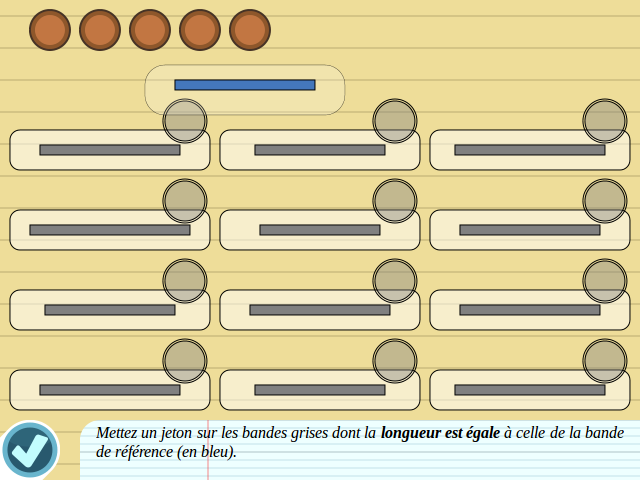 Mettez un jeton sur les bandes grises dont la longueur est égale à celle de la bande
de référence (en bleu).